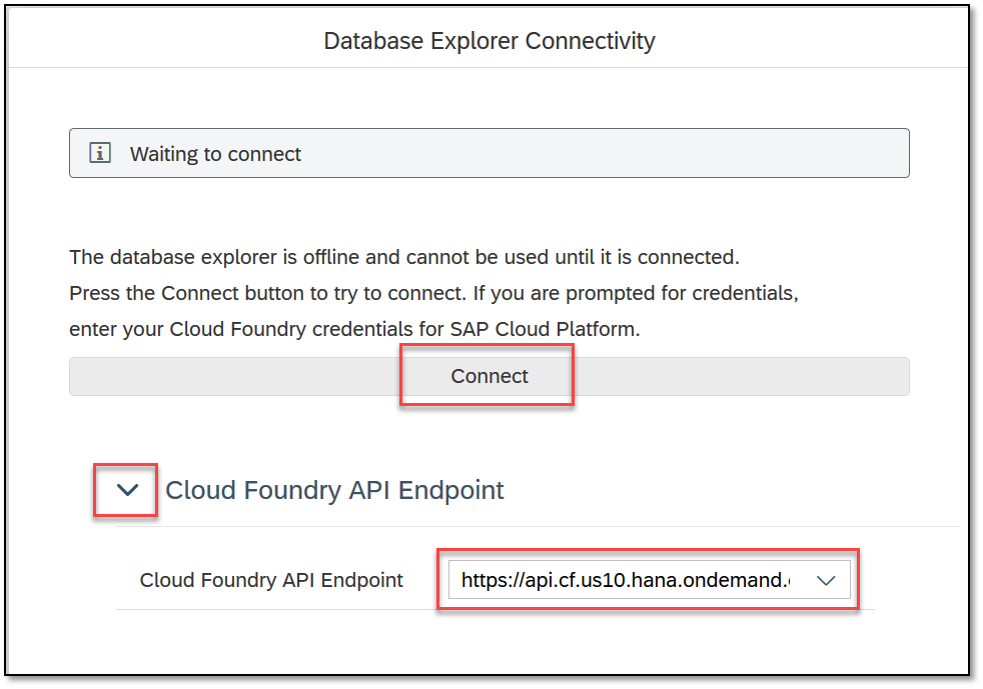 Database Explorer Connectivity
Waiting to connect
The database explorer is offline and cannot be used until it is connected.
Press the Connect button to try to connect. If you are prompted for credentials,
enter your Cloud Foundry credentials for SAP Cloud Platform.
Connect
Cloud Foundry API Endpoint
Cloud Foundry API Endpoint https://api.cf.us10.hana.ondemand.